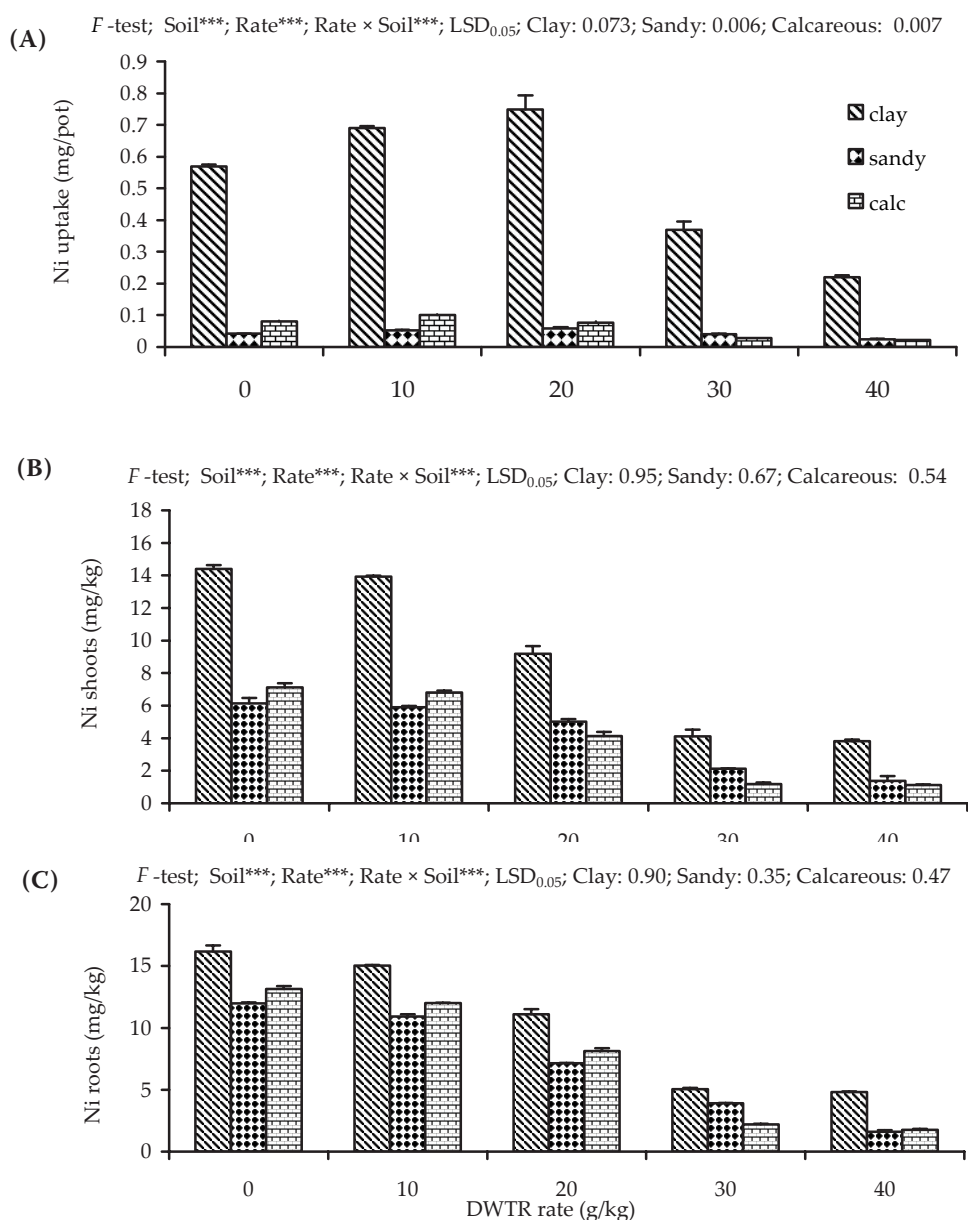 (A)
F-test; Soil***; Rate***; Rate × Soil***; LSD0.05; Clay: 0.073; Sandy: 0.006; Calcareous: 0.007
Ni uptake (mg/pot)
0.9
0.8
0.7
0.6
0.5
0.4
0.3
0.2
0.1
0
clay
sandy
calc
0 10 20 30 40
(B)
F-test; Soil***; Rate***; Rate × Soil***; LSD0.05; Clay: 0.95; Sandy: 0.67; Calcareous: 0.54
Ni shoots (mg/kg)
18
16
14
12
10
8
6
4
2
0
0 10 20 30 40
(C)
F-test; Soil***; Rate***; Rate × Soil***; LSD0.05; Clay: 0.90; Sandy: 0.35; Calcareous: 0.47
Ni roots (mg/kg)
20
15
10
5
0
0 10 20 30 40
DWTR rate (g/kg)